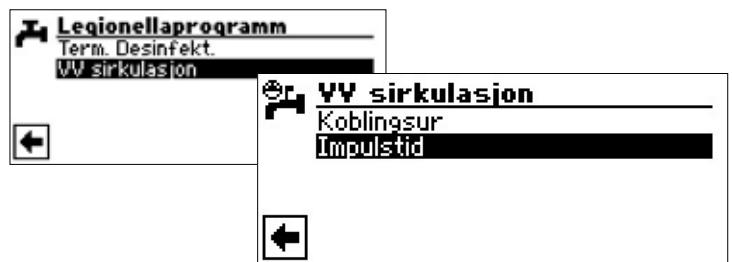 Legionellaprogramm
Term. Desinfekt.
VV sirkulasjon
VV sirkulasjon
Koblingsur
Impulstid